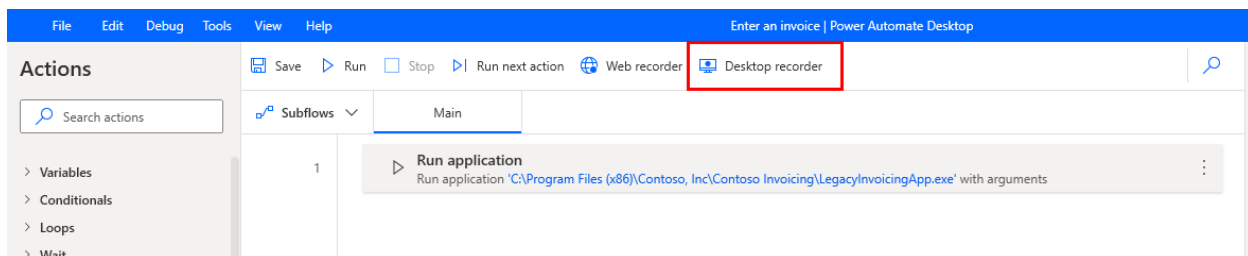 File Edit Debug Tools View Help Enter an invoice | Power Automate Desktop
Actions
Save Run Stop Run next action Web recorder Desktop recorder
Search actions
Subflows Main
Variables
Conditionals
Loops
Wait
1 Run application
Run application 'C:\Program Files (x86)\Contoso, Inc\Contoso Invoicing\LegacyInvoicingApp.exe' with arguments